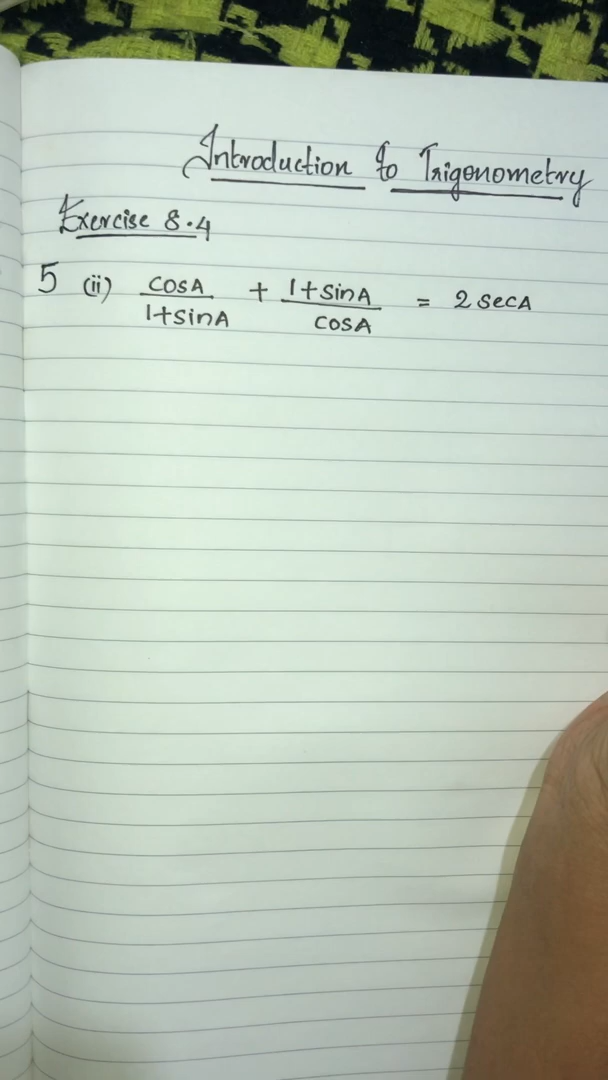 Introduction to Trigonometry
Exercise 8.4
5 (ii) cosA/1+sinA + 1+sinA/cosA = 2 secA